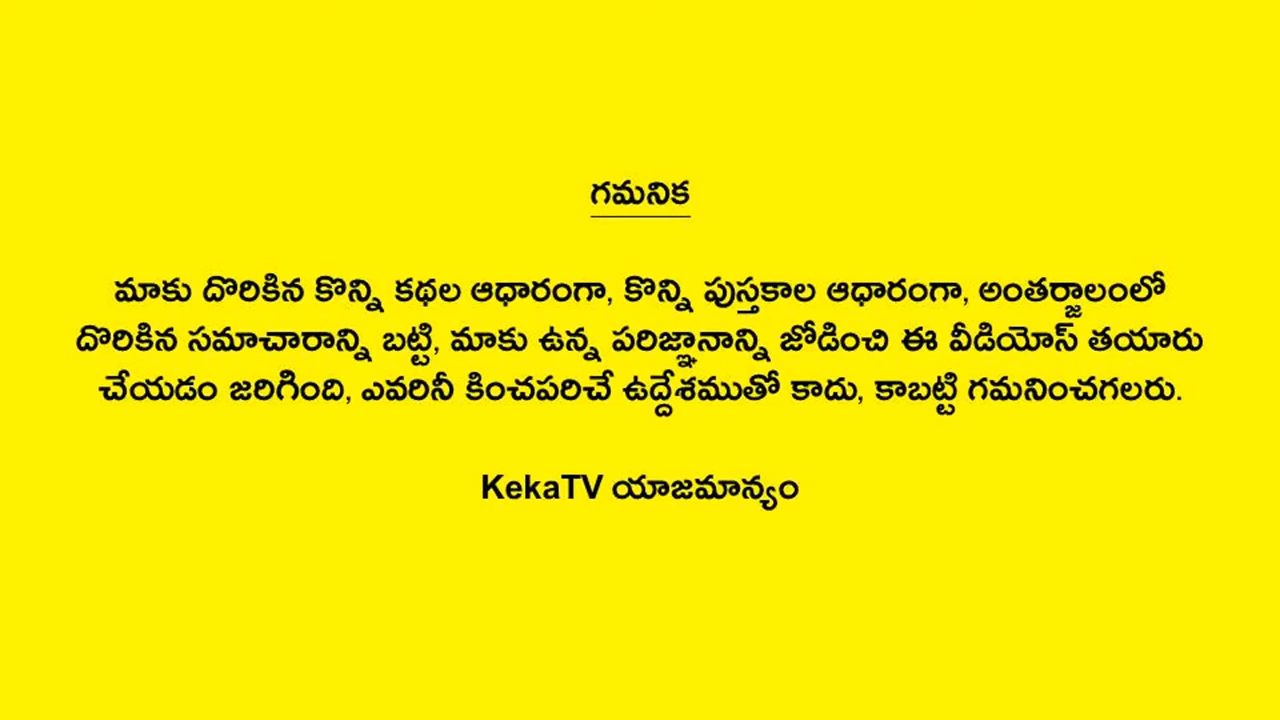 గమనిక
మాకు దొరికిన కొన్ని కథల ఆధారంగా, కొన్ని పుస్తకాల ఆధారంగా, అంతర్జాలంలో
దొరికిన సమాచారాన్ని బట్టి, మాకు ఉన్న పరిజ్ఞానాన్ని జోడించి ఈ వీడియోస్ తయారు
చేయడం జరిగింది, ఎవరినీ కించపరిచే ఉద్దేశముతో కాదు, కాబట్టి గమనించగలరు.
KekaTV యాజమాన్యం